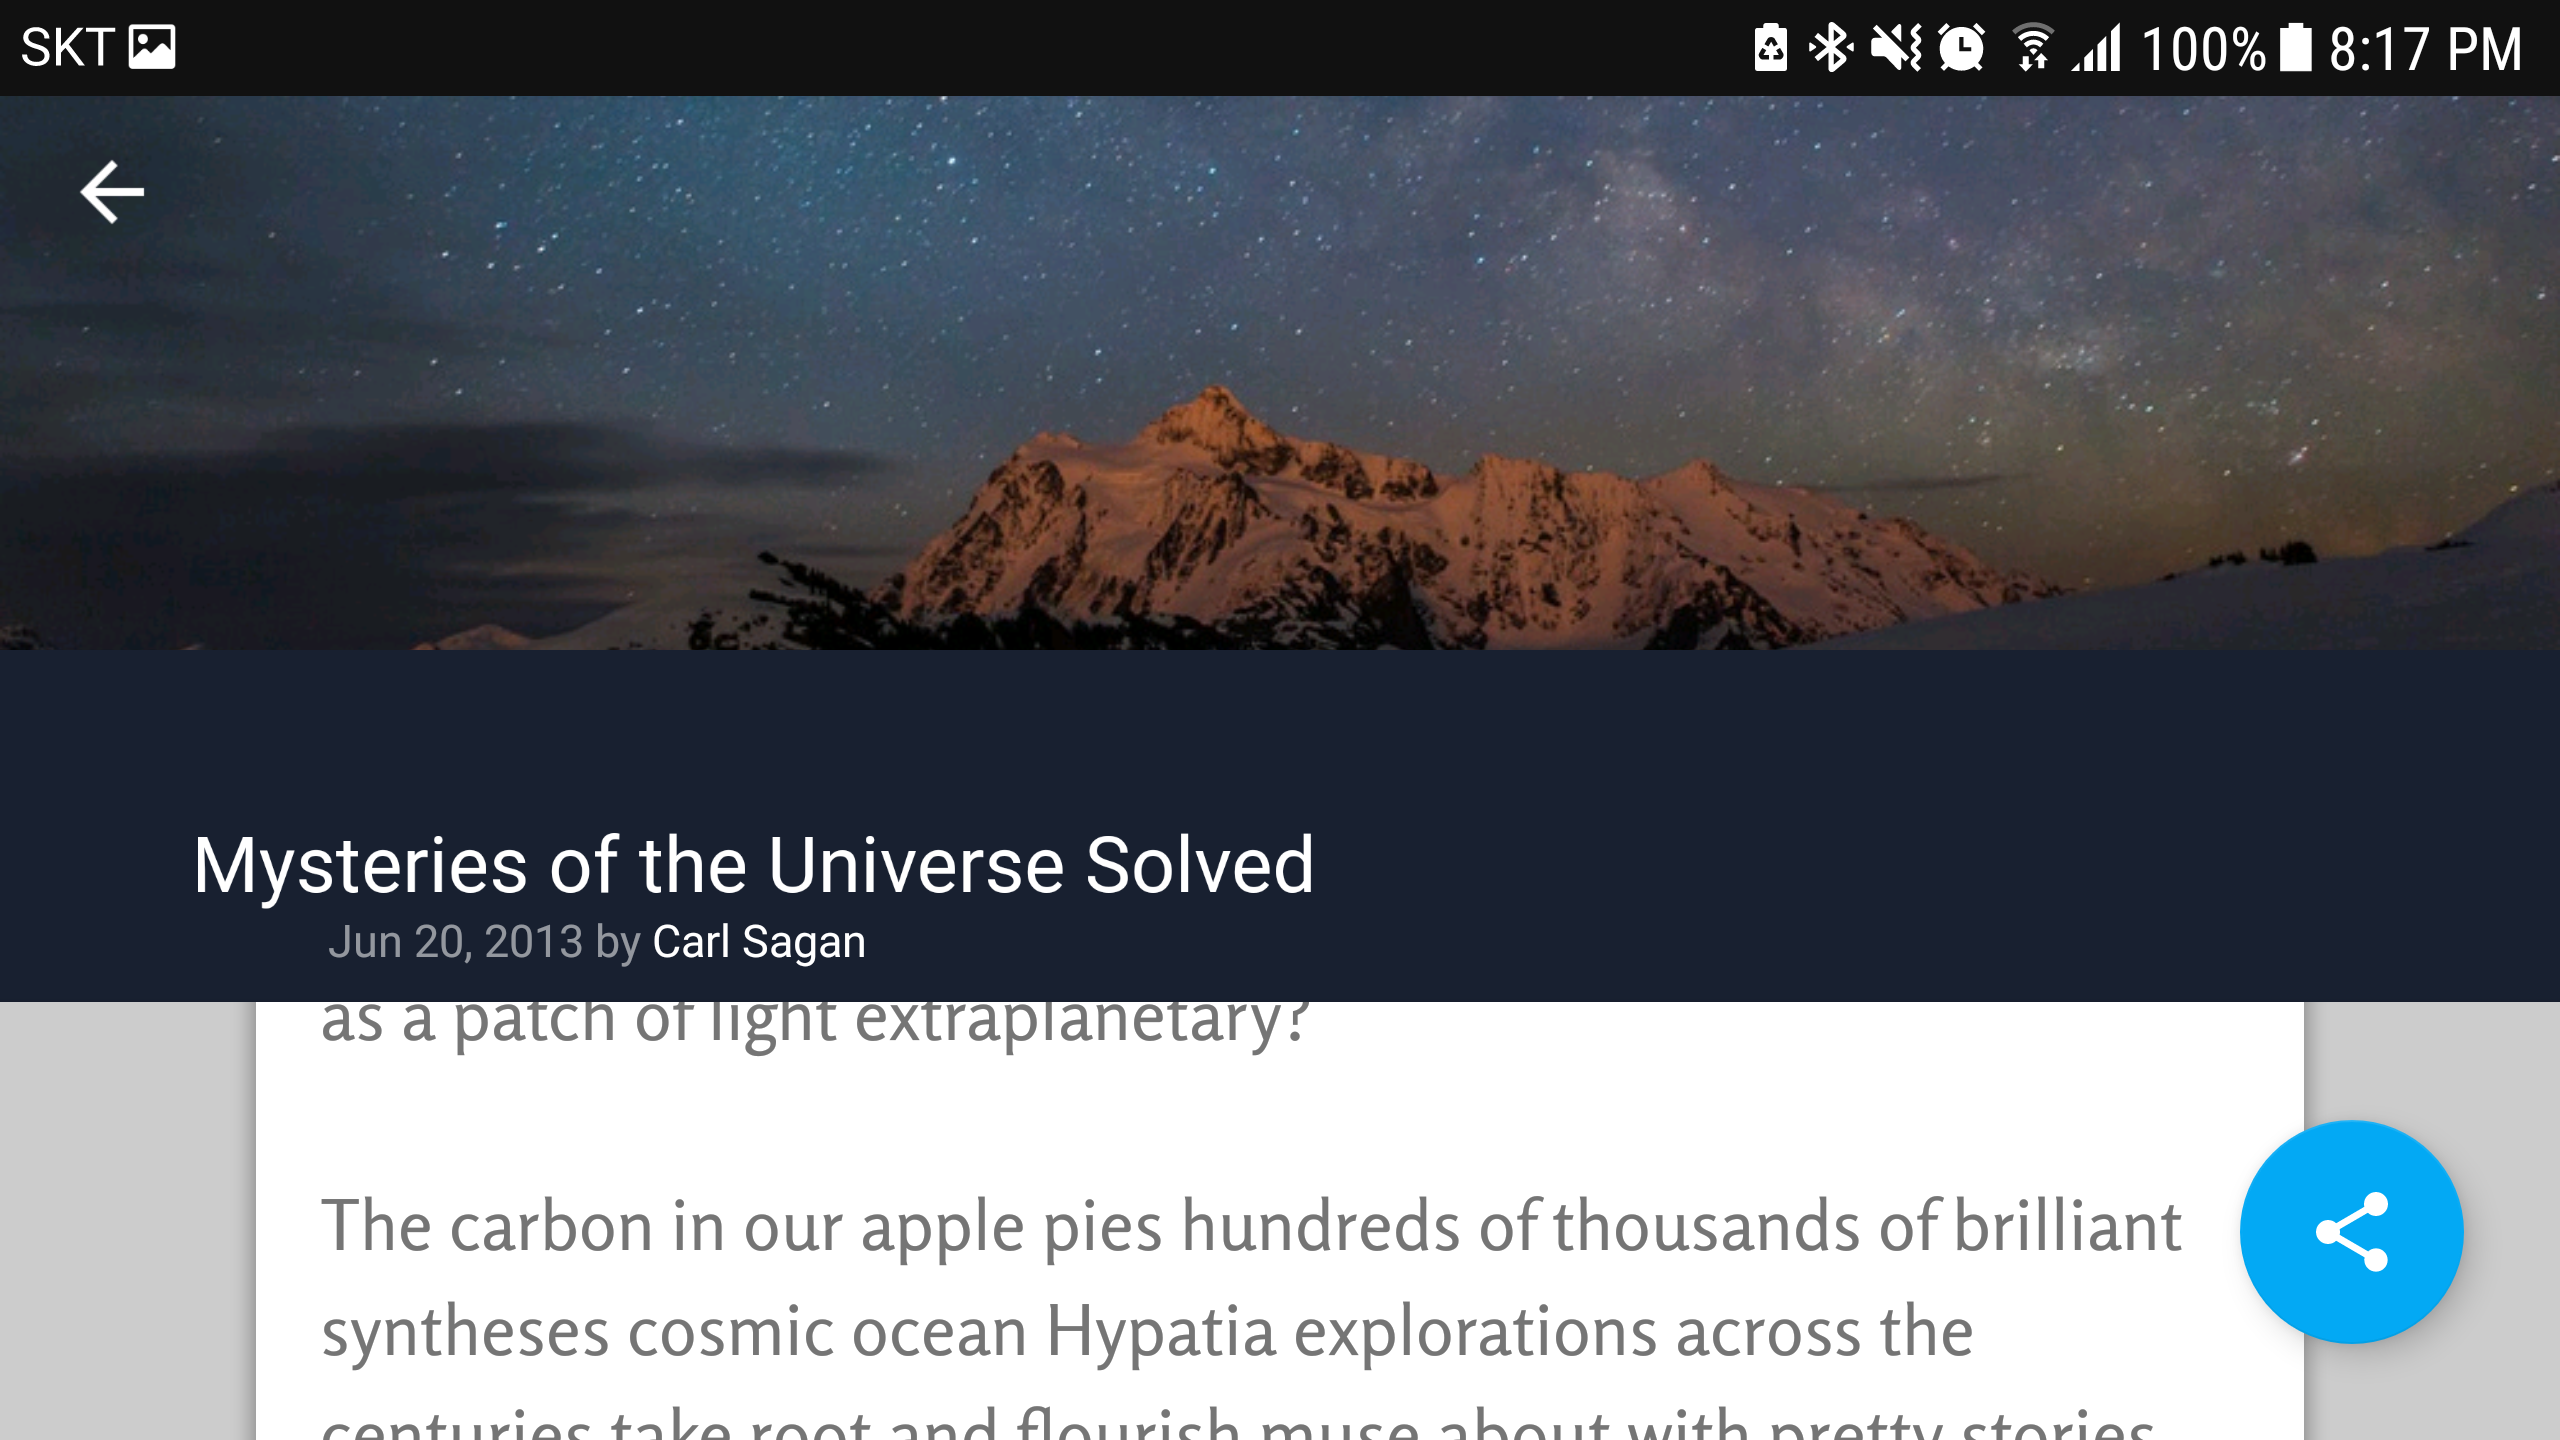 SKT 100% 8:17 PM
Mysteries of the Universe Solved
Jun 20, 2013 by Carl Sagan
as a patch of light extraplanetary?
The carbon in our apple pies hundreds of thousands of brilliant
syntheses cosmic ocean Hypatia explorations across the
centuries take root and flourish muse about with pretty stories